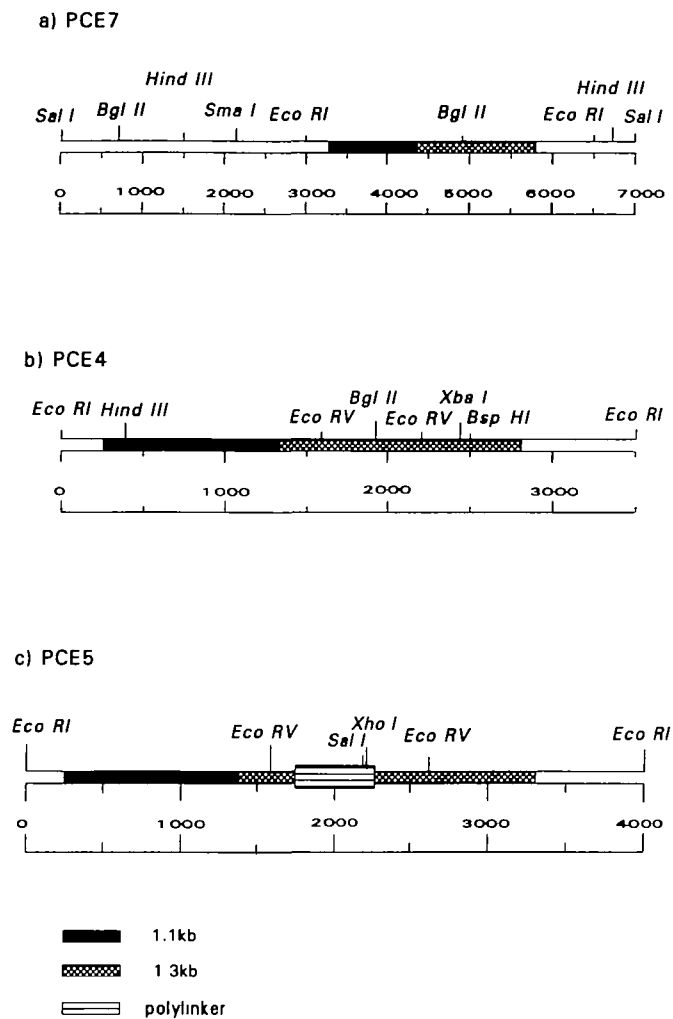 a) PCE7
Hind III
Hind III
Sal I Bgl II Sma I Eco RI Bgl II Eco RI Sal I
0 1000 2000 3000 4000 5000 6000 7000
b) PCE4
Bgl II Xba I
Eco RI Hind III Eco RV Eco RV Bsp HI Eco RI
0 1000 2000 3000
c) PCE5
Xho I
Eco RI Eco RV Sal I Eco RV Eco RI
0 1000 2000 3000 4000
1.1kb
1 3kb
polylinker